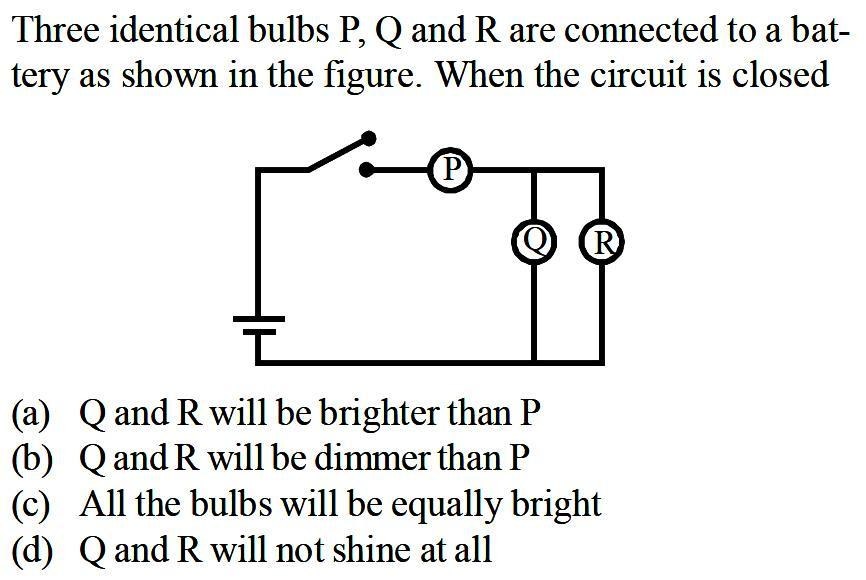 Three identical bulbs P, Q and R are connected to a bat-
tery as shown in the figure. When the circuit is closed
P
Q R
(a) Q and R will be brighter than P
(b) Q and R will be dimmer than P
(c) All the bulbs will be equally bright
(d) Q and R will not shine at all